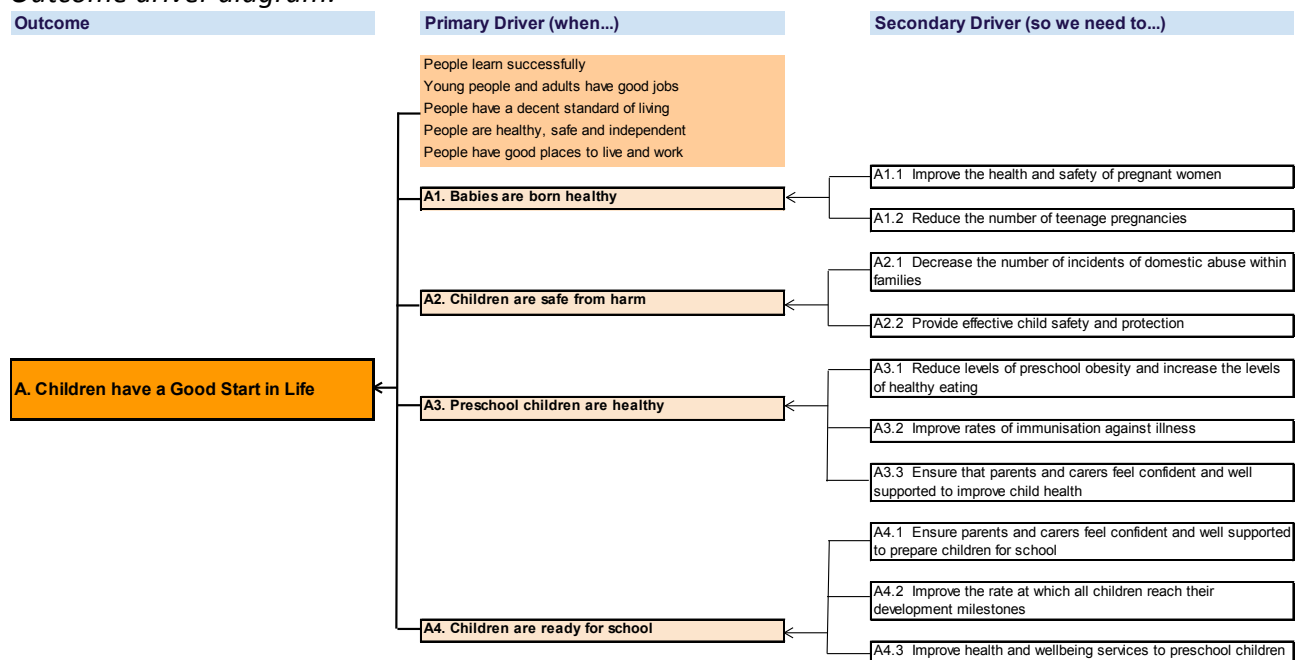 Outcome driver diagram:
Outcome
Primary Driver (when...)
Secondary Driver (so we need to...)
People learn successfully
Young people and adults have good jobs
People have a decent standard of living
People are healthy, safe and independent
People have good places to live and work
A1. Babies are born healthy
A1.1 Improve the health and safety of pregnant women
A1.2 Reduce the number of teenage pregnancies
A2. Children are safe from harm
A2.1 Decrease the number of incidents of domestic abuse within
families
A2.2 Provide effective child safety and protection
A. Children have a Good Start in Life
A3. Preschool children are healthy
A3.1 Reduce levels of preschool obesity and increase the levels
of healthy eating
A3.2 Improve rates of immunisation against illness
A3.3 Ensure that parents and carers feel confident and well
supported to improve child health
A4. Children are ready for school
A4.1 Ensure parents and carers feel confident and well supported
to prepare children for school
A4.2 Improve the rate at which all children reach their
development milestones
A4.3 Improve health and wellbeing services to preschool children